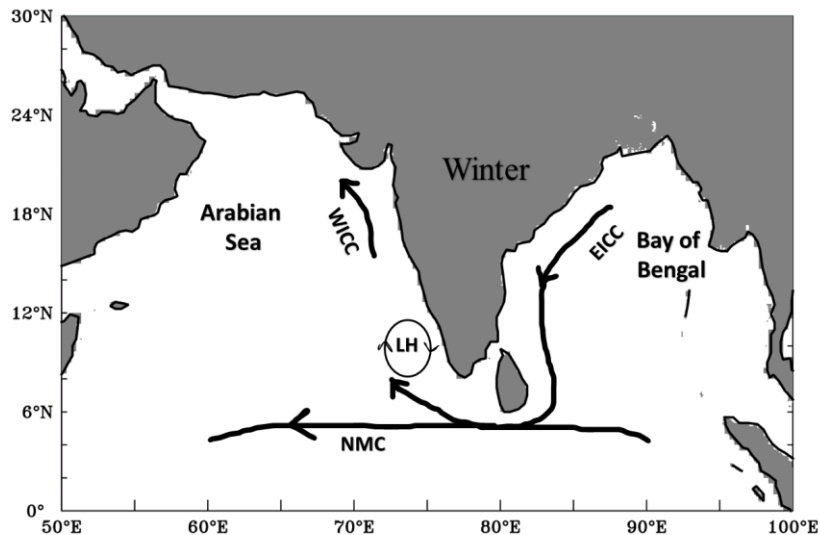 30°N
24°N
18°N
12°N
6°N
0°
50°E
60°E
70°E
80°E
90°E
100°E
Winter
Arabian
Sea
WICC
EICC
Bay of
Bengal
LH
NMC